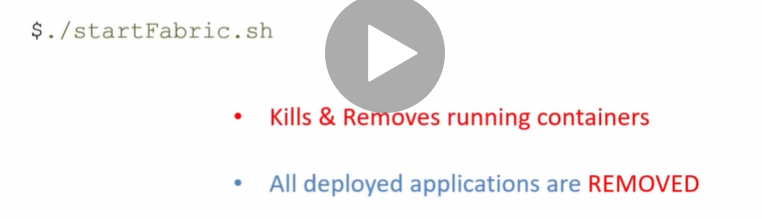 $./startFabric.sh
• Kills & Removes running containers
• All deployed applications are REMOVED